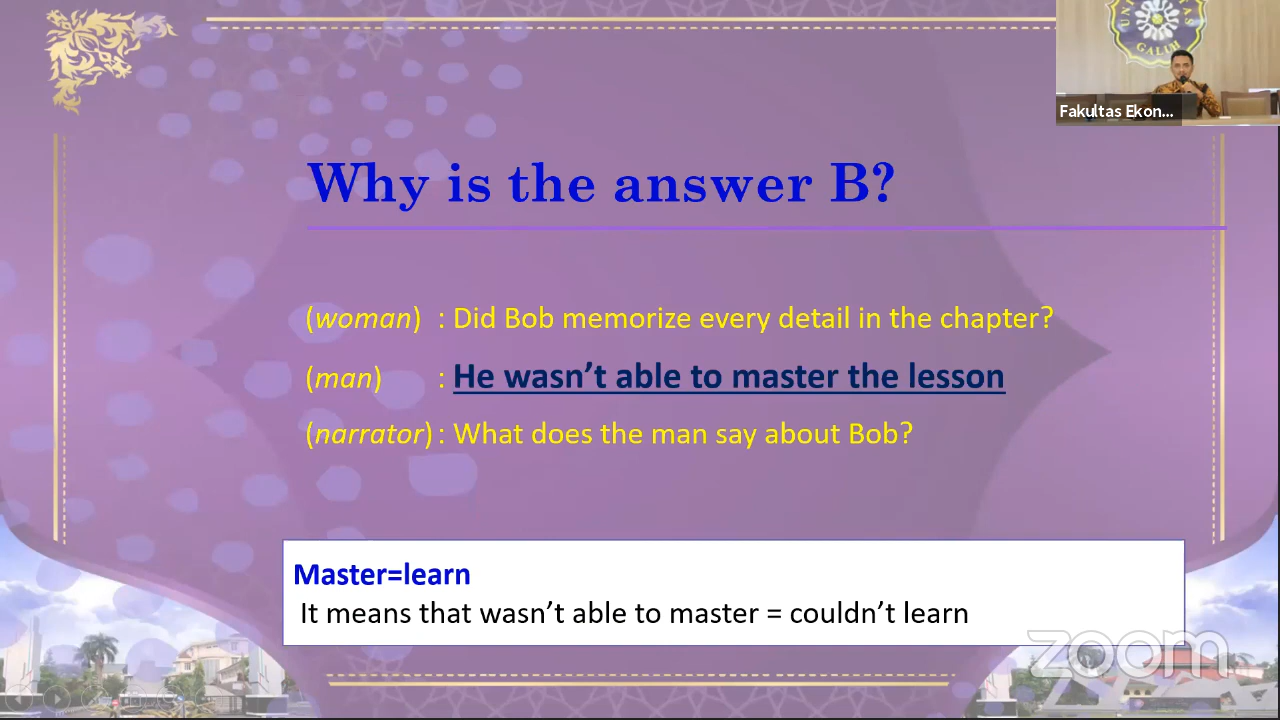 UNIVERSITAS
GALUH
Fakultas Ekon...
Why is the answer B?
(woman) : Did Bob memorize every detail in the chapter?
(man) : He wasn't able to master the lesson
(narrator) : What does the man say about Bob?
Master=learn
It means that wasn't able to master = couldn't learn
zoom